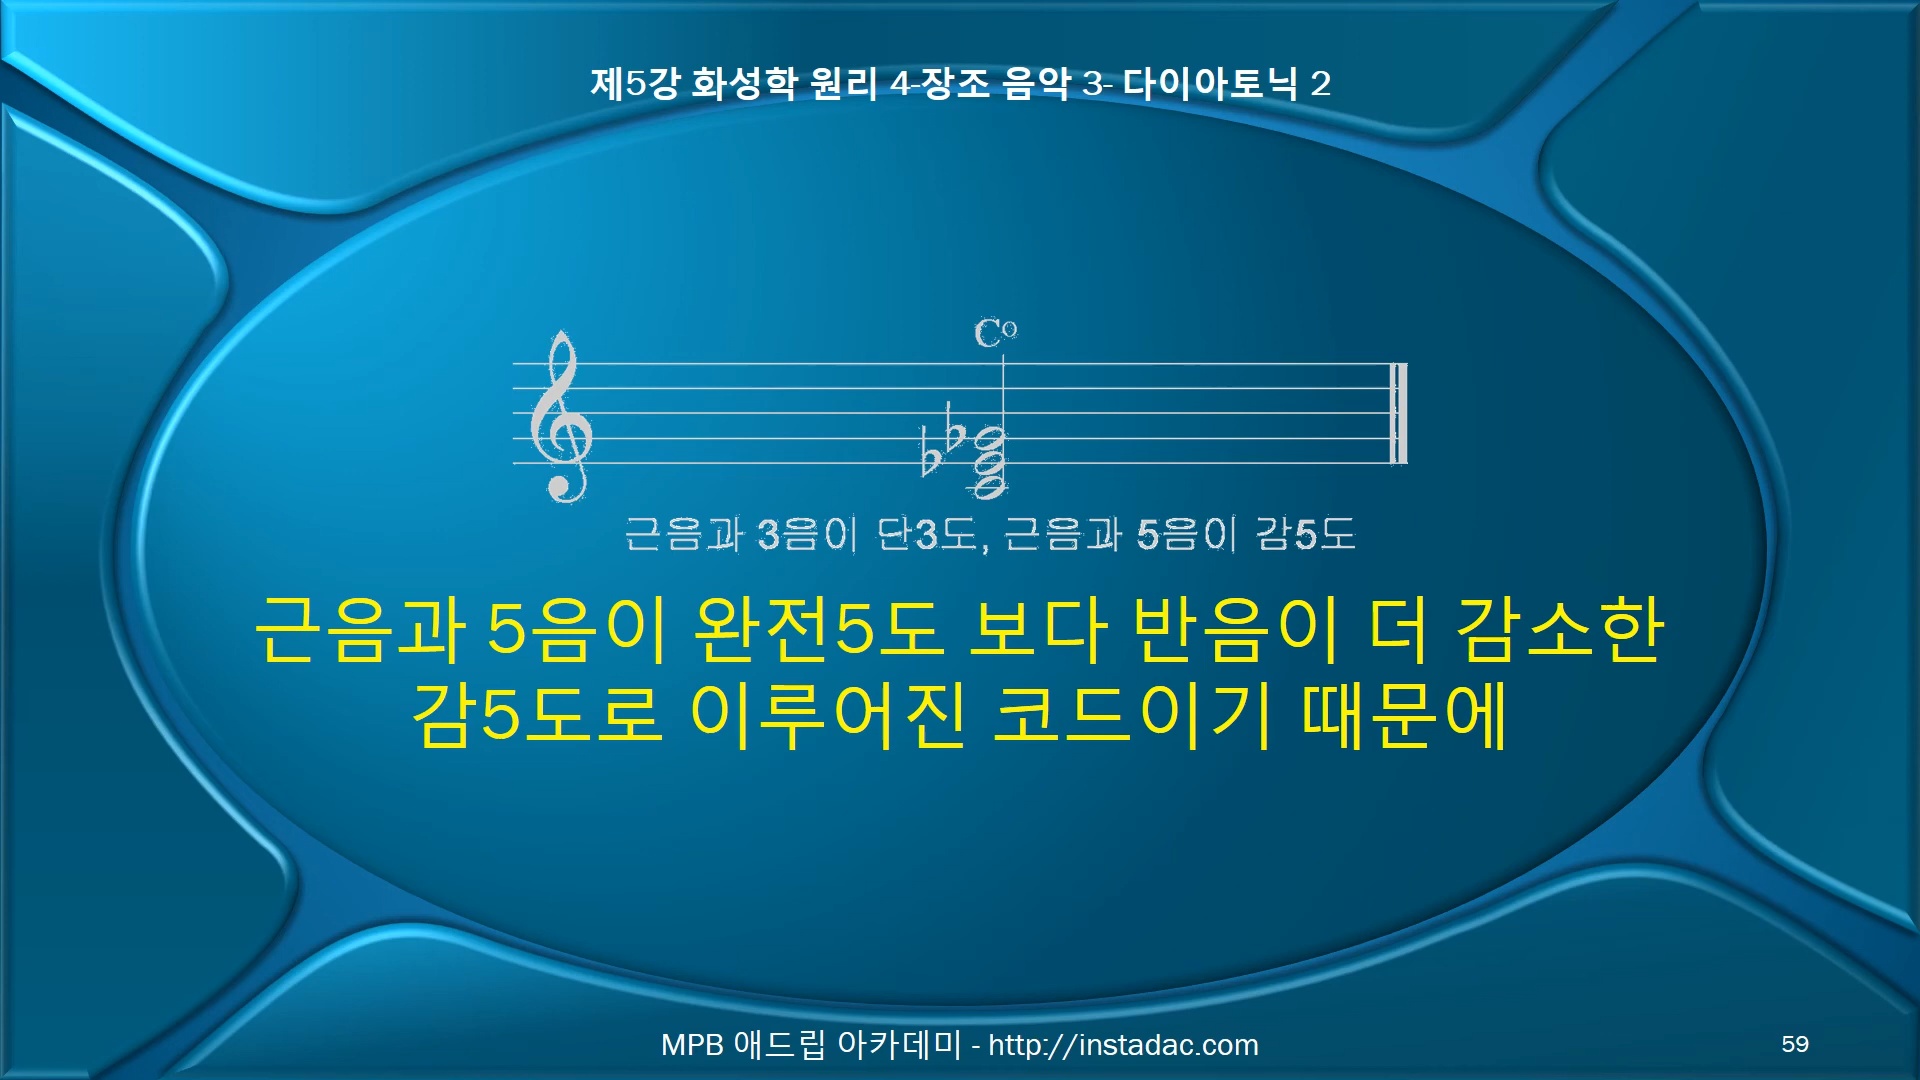 제5강 화성학 원리 4-장조 음악 3- 다이아토닉 2
Co
근음과 3음이 단3도, 근음과 5음이 감5도
근음과 5음이 완전5도 보다 반음이 더 감소한
감5도로 이루어진 코드이기 때문에
MPB 애드립 아카데미 - http://instadac.com
59